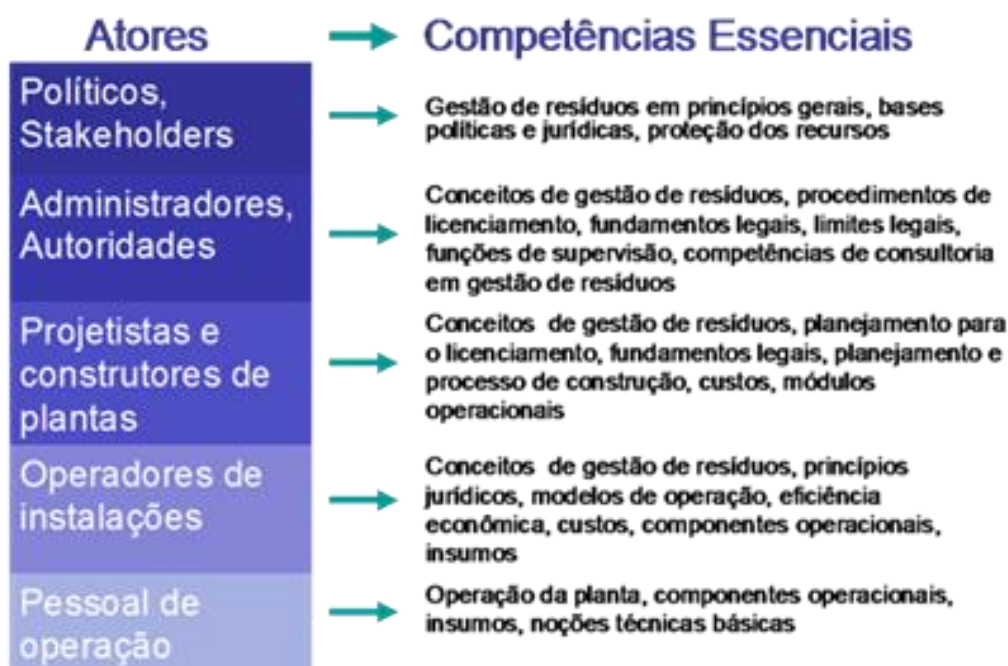 Atores → Competências Essenciais
Políticos,
Stakeholders
Gestão de resíduos em princípios gerais, bases
políticas e jurídicas, proteção dos recursos
Administradores,
Autoridades
Conceitos de gestão de resíduos, procedimentos de
licenciamento, fundamentos legais, limites legais,
funções de supervisão, competências de consultoria
em gestão de resíduos
Projetistas e
construtores de
plantas
Conceitos de gestão de resíduos, planejamento para
o licenciamento, fundamentos legais, planejamento e
processo de construção, custos, módulos
operacionais
Operadores de
instalações
Conceitos de gestão de resíduos, princípios
jurídicos, modelos de operação, eficiência
econômica, custos, componentes operacionais,
insumos
Pessoal de
operação
Operação da planta, componentes operacionais,
insumos, noções técnicas básicas